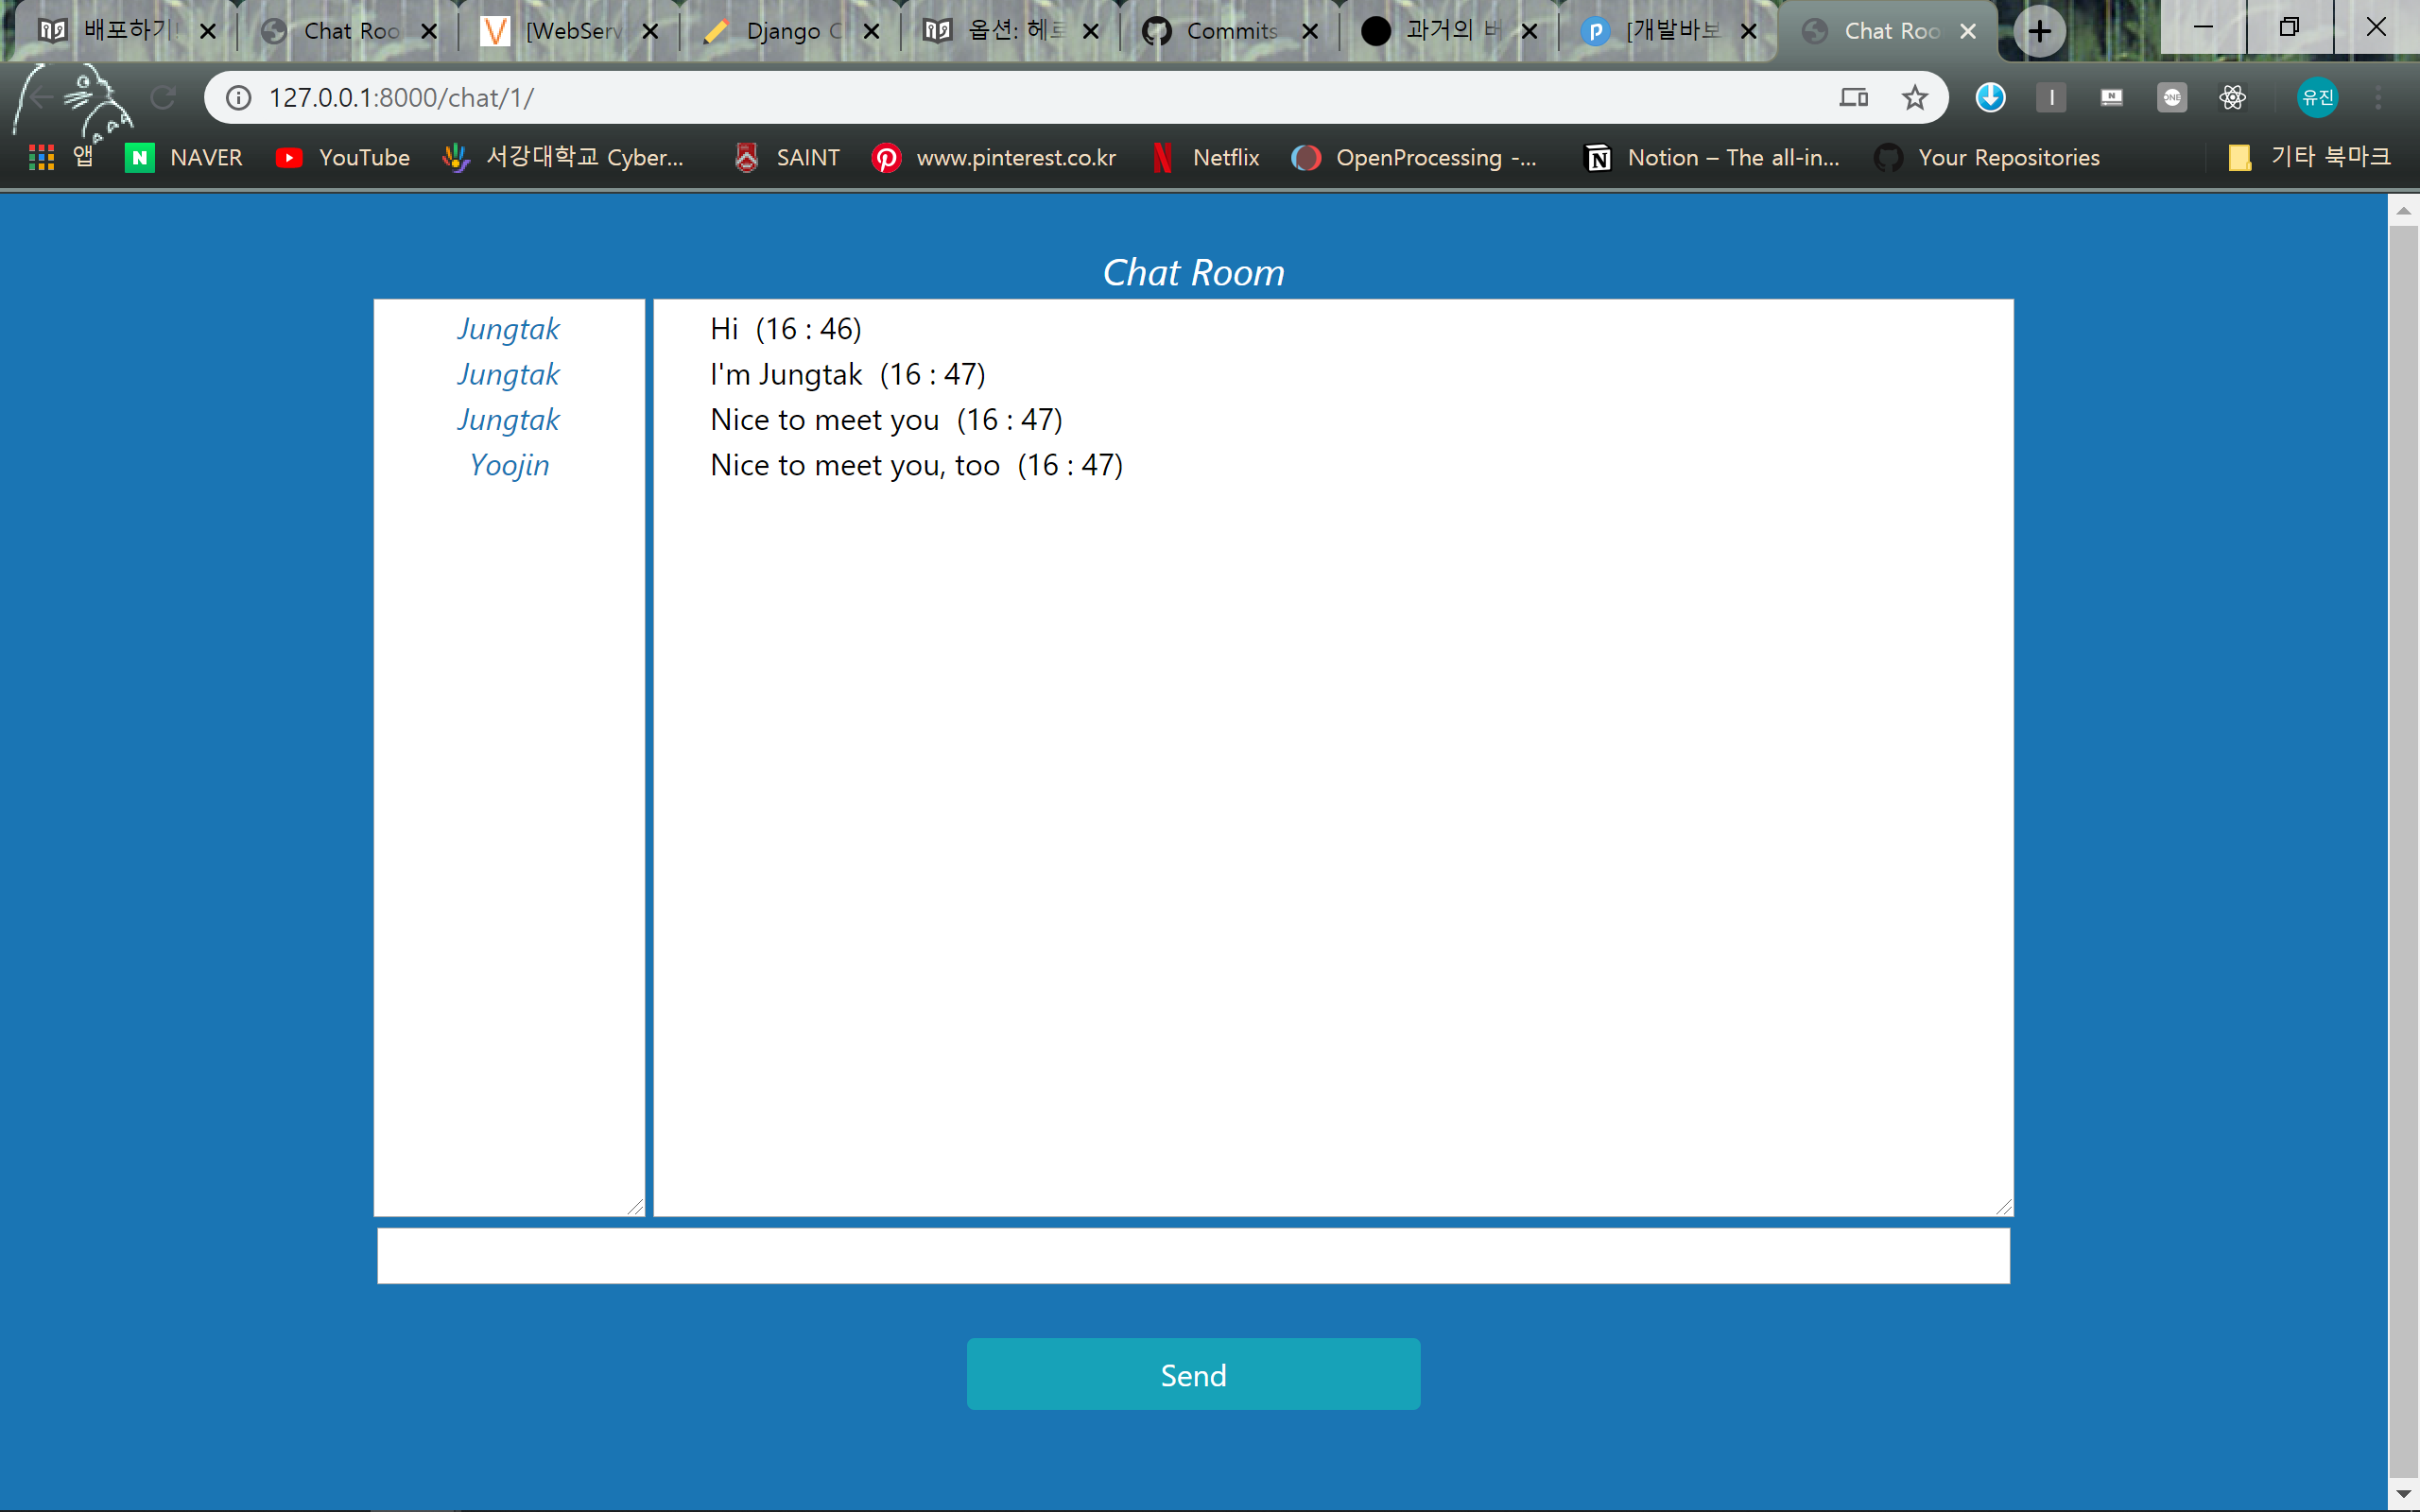 배포하기! Chat Roo [WebServ Django C 옵션: 헤로 Commits 과거의 버 [개발바보 Chat Roo
127.0.0.1:8000/chat/1/ 유진
앱 NAVER YouTube 서강대학교 Cyber... SAINT www.pinterest.co.kr Netflix OpenProcessing -... Notion – The all-in... Your Repositories 기타 북마크
Chat Room
Jungtak Hi (16 : 46)
Jungtak I'm Jungtak (16 : 47)
Jungtak Nice to meet you (16 : 47)
Yoojin Nice to meet you, too (16 : 47)
Send